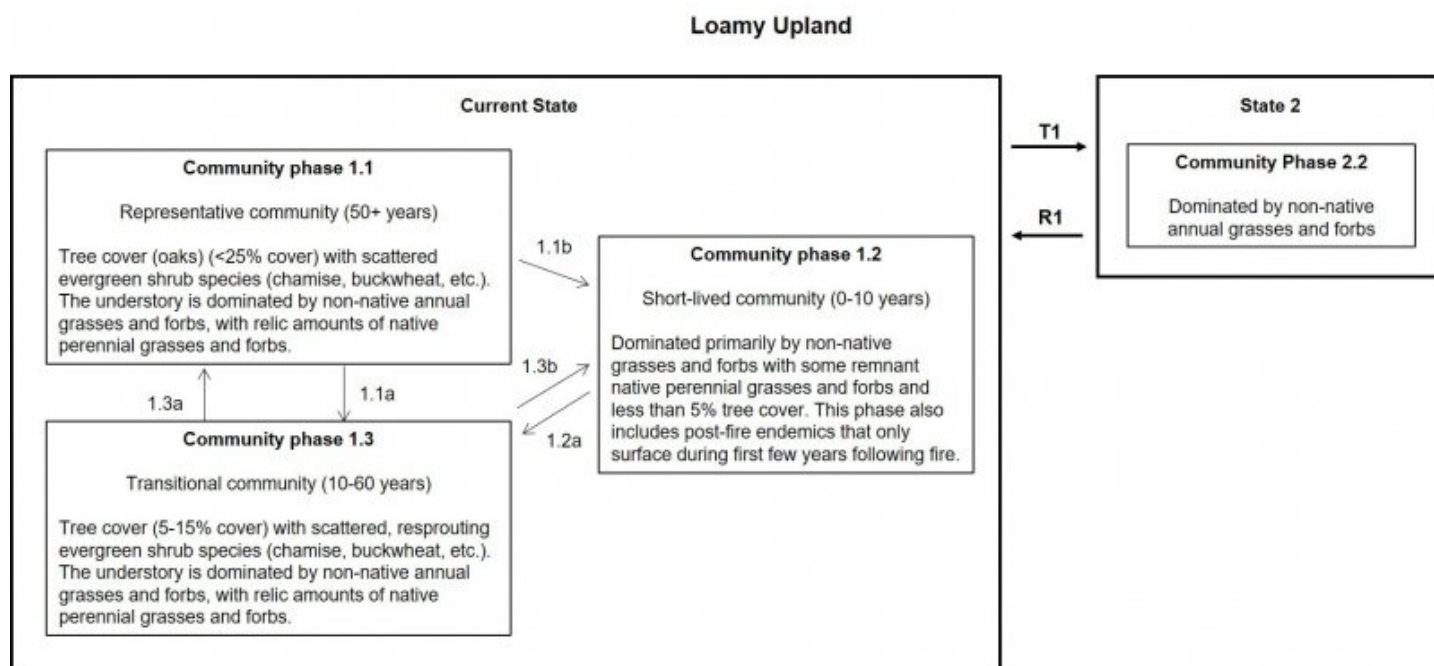 Loamy Upland
Current State
Community phase 1.1
Representative community (50+ years)
Tree cover (oaks) (<25% cover) with scattered
evergreen shrub species (chamise, buckwheat, etc.).
The understory is dominated by non-native annual
grasses and forbs, with relic amounts of native
perennial grasses and forbs.
1.1b
Community phase 1.2
Short-lived community (0-10 years)
Dominated primarily by non-native
grasses and forbs with some remnant
native perennial grasses and forbs and
less than 5% tree cover. This phase also
includes post-fire endemics that only
surface during first few years following fire.
1.3a
1.1a
1.3b
1.2a
Community phase 1.3
Transitional community (10-60 years)
Tree cover (5-15% cover) with scattered, resprouting
evergreen shrub species (chamise, buckwheat, etc.).
The understory is dominated by non-native annual
grasses and forbs, with relic amounts of native
perennial grasses and forbs.
T1
R1
State 2
Community Phase 2.2
Dominated by non-native
annual grasses and forbs